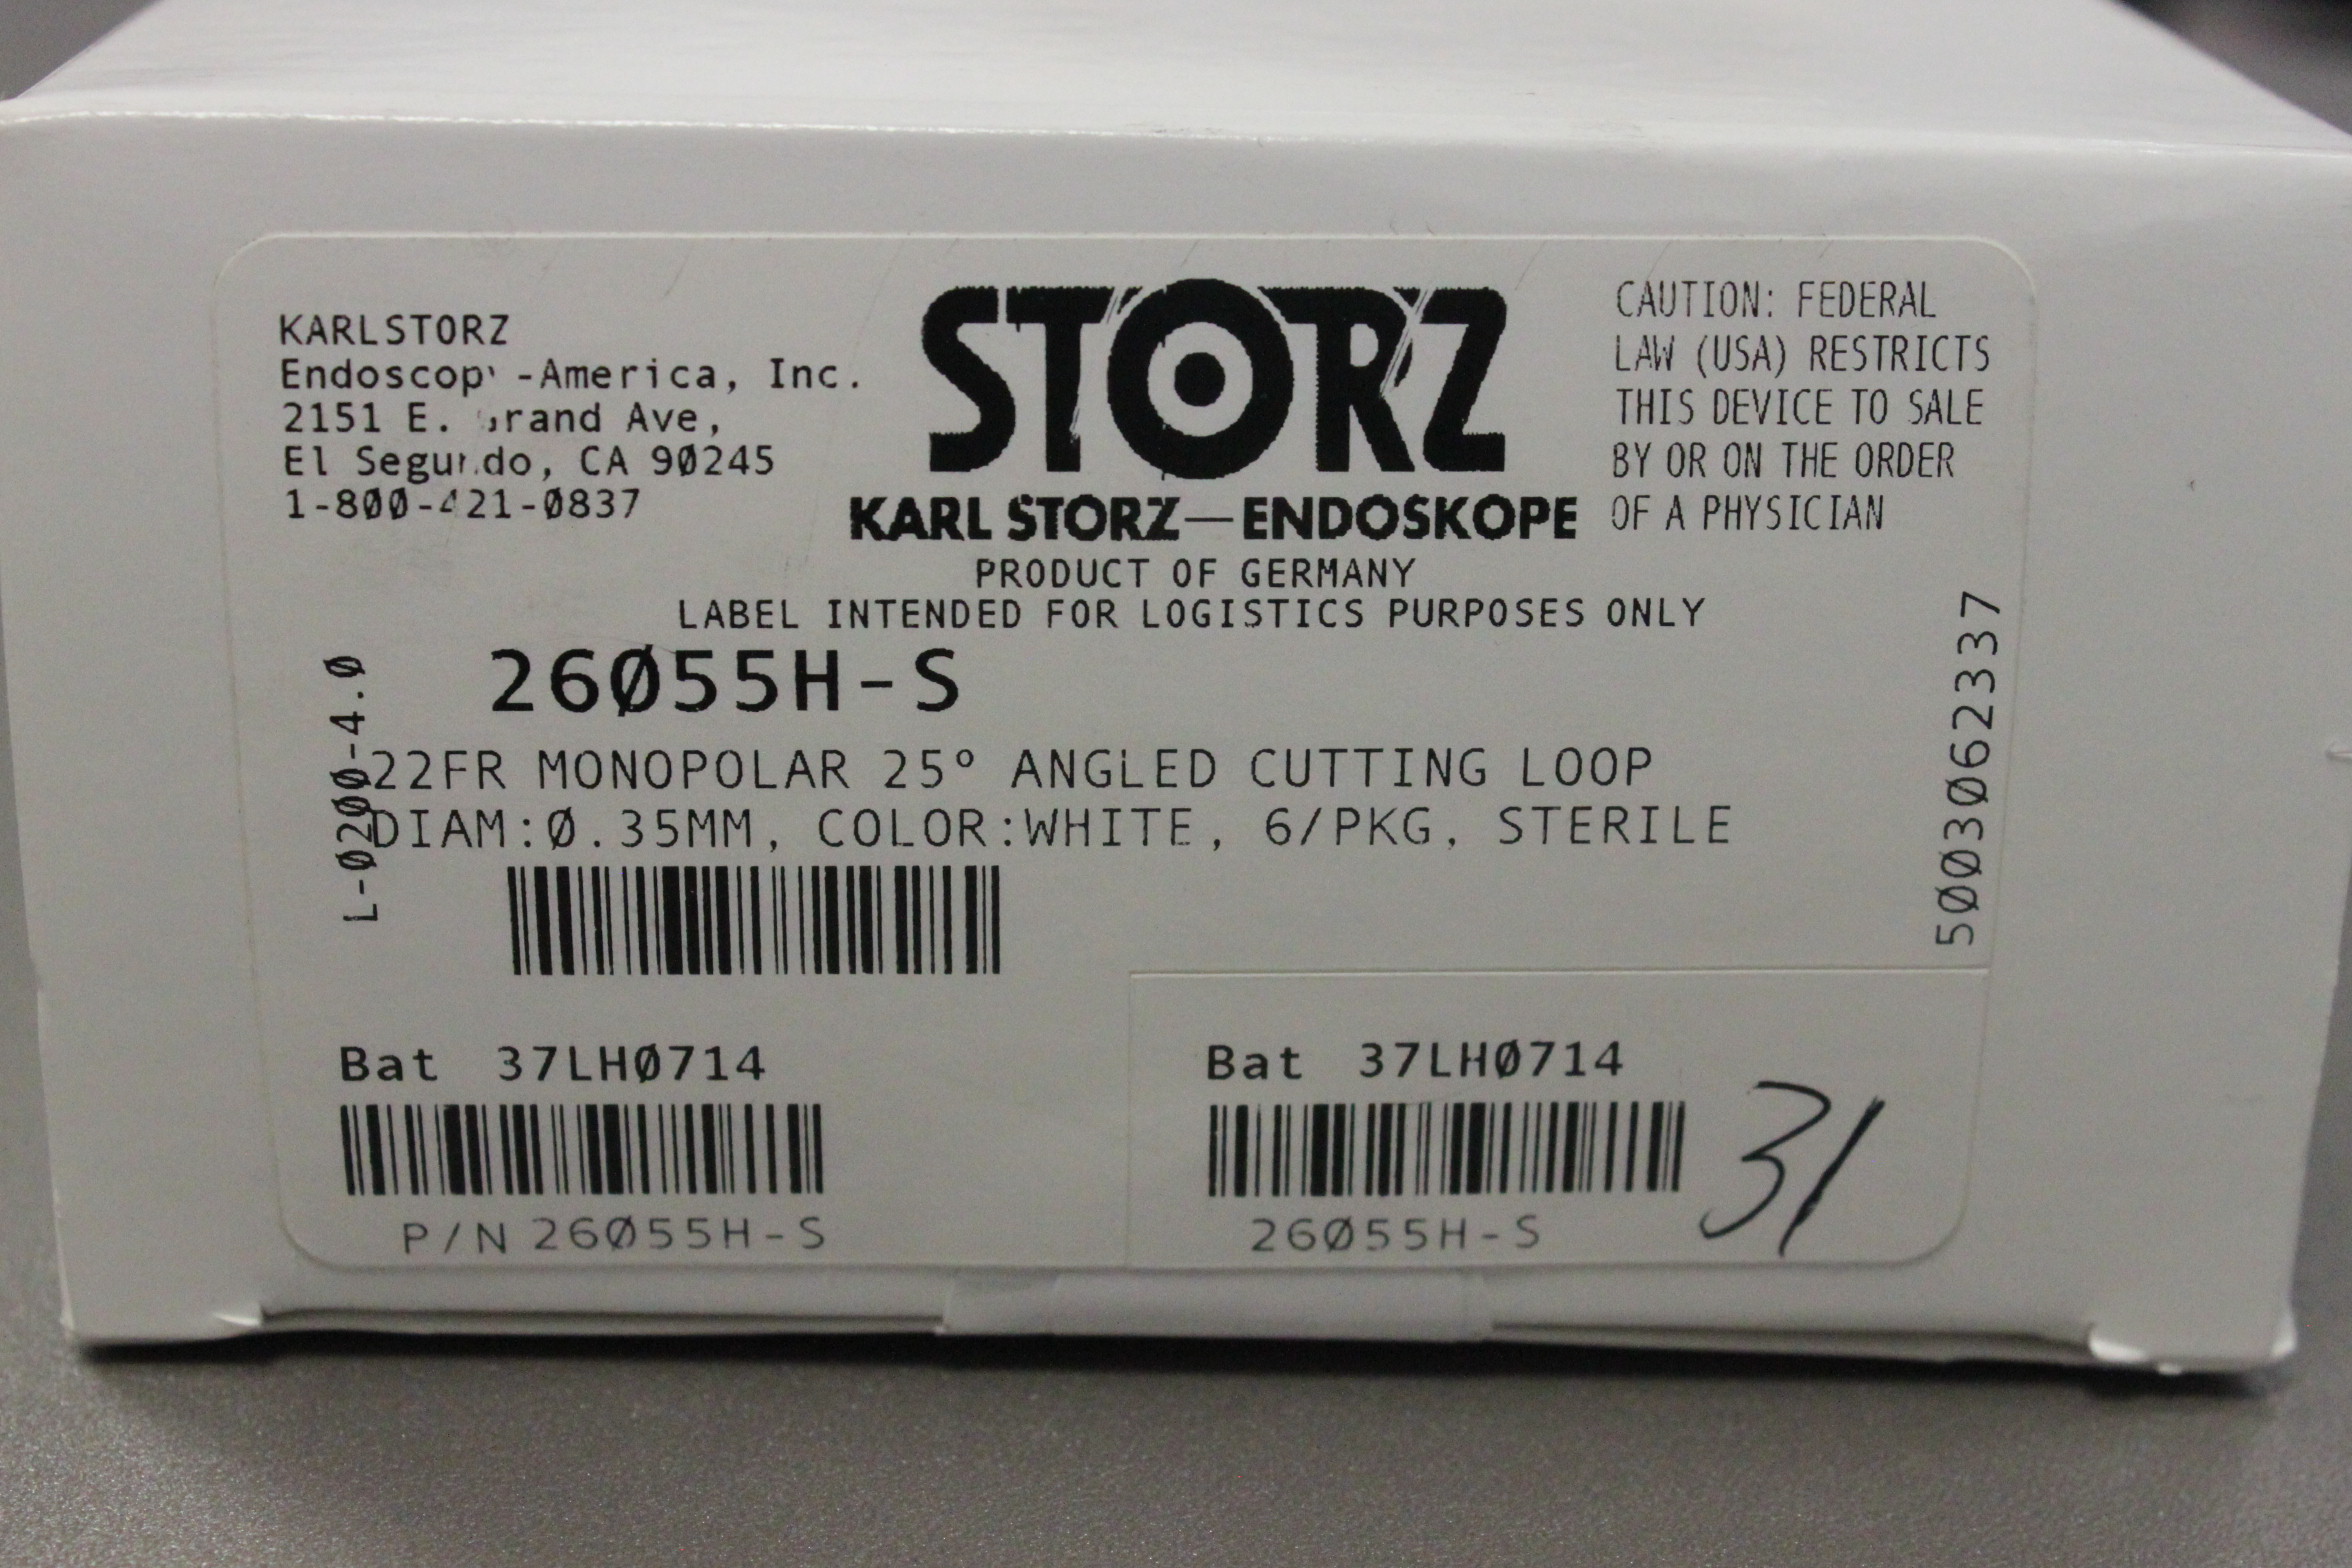 KARLSTORZ
Endoscopy-America, Inc.
2151 E. Grand Ave,
El Segundo, CA 90245
1-800-421-0837
STORZ
KARL STORZ—ENDOSKOPE
CAUTION: FEDERAL
LAW (USA) RESTRICTS
THIS DEVICE TO SALE
BY OR ON THE ORDER
OF A PHYSICIAN
PRODUCT OF GERMANY
LABEL INTENDED FOR LOGISTICS PURPOSES ONLY
26055H-S
L-0200-4.0
22FR MONOPOLAR 25° ANGLED CUTTING LOOP
DIAM:0.35MM, COLOR:WHITE, 6/PKG, STERILE
5003062337
Bat 37LH0714
P/N 26055H-S
Bat 37LH0714
26055H-S
31